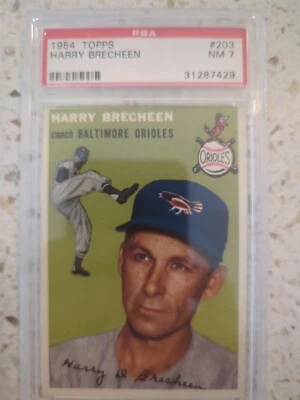 PSA
1954 TOPPS #203
HARRY BRECHEEN NM 7
31287429
HARRY BRECHEEN
coach BALTIMORE ORIOLES
ORIOLES
Harry D. Brecheen